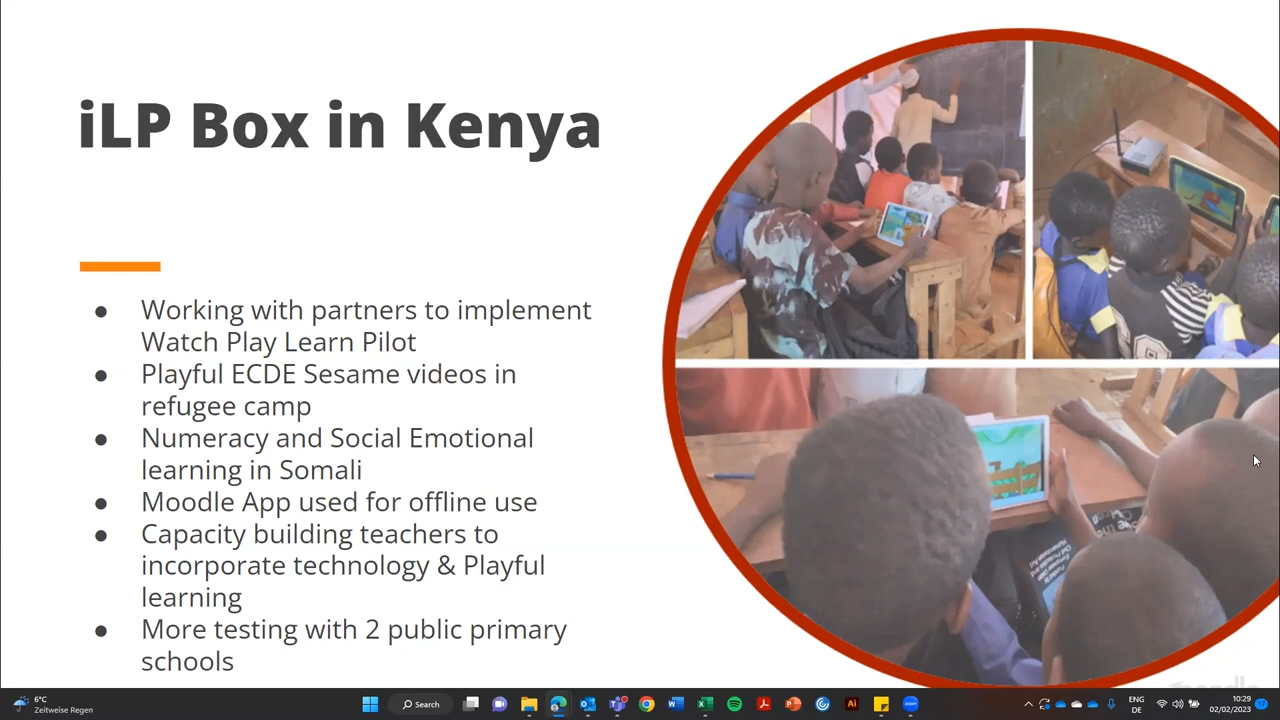 iLP Box in Kenya
● Working with partners to implement
Watch Play Learn Pilot
● Playful ECDE Sesame videos in
refugee camp
● Numeracy and Social Emotional
learning in Somali
● Moodle App used for offline use
● Capacity building teachers to
incorporate technology & Playful
learning
● More testing with 2 public primary
schools
6°C
Zeitweise Regen
Search
ENG
DE
10:29
02/02/2023